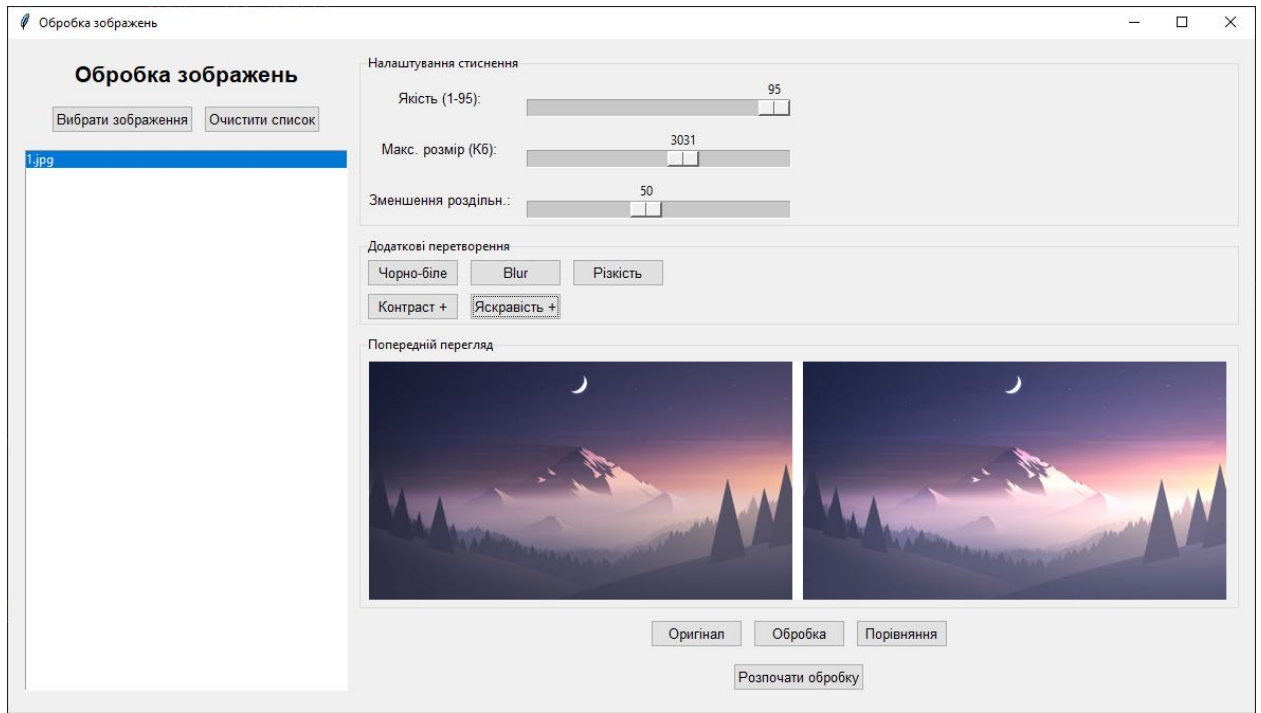 Обробка зображень
Обробка зображень
Вибрати зображення Очистити список
1.jpg
Налаштування стиснення
95
Якість (1-95):
3031
Макс. розмір (Кб):
50
Зменшення роздільн.:
Додаткові перетворення
Чорно-біле Blur Різкість
Контраст + Яскравість +
Попередній перегляд
Оригінал Обробка Порівняння
Розпочати обробку